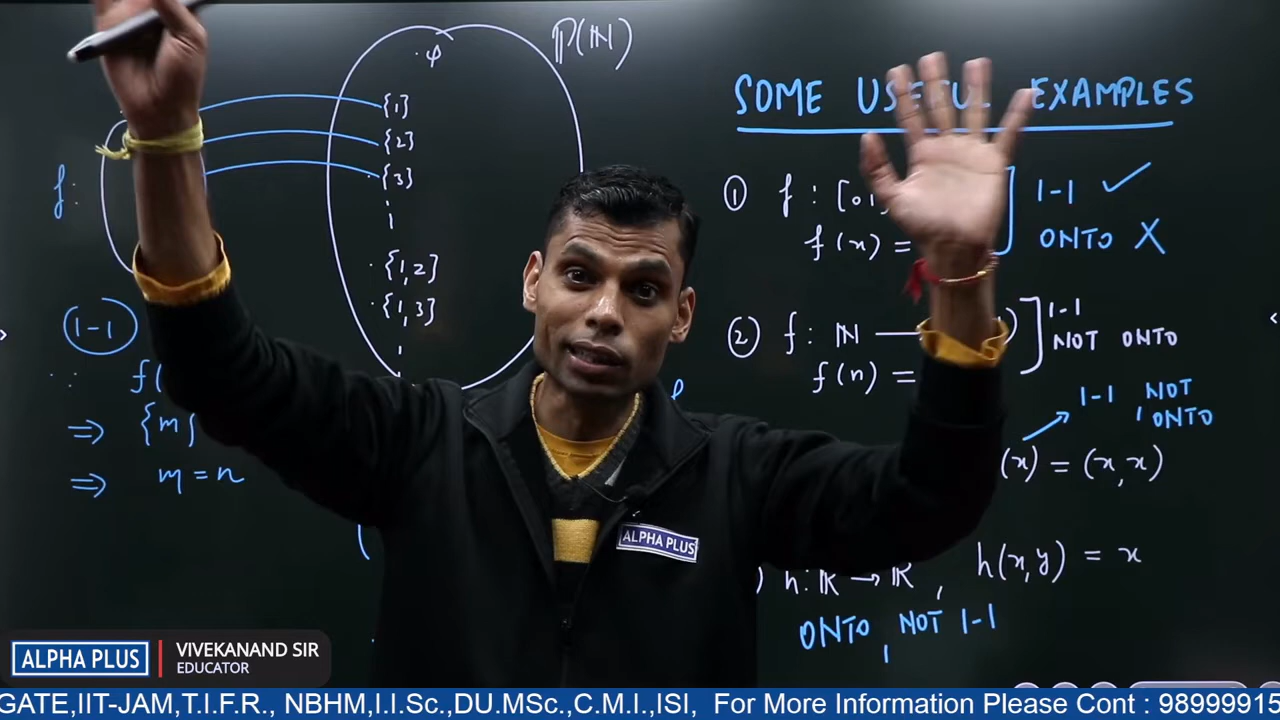 ℙ(ℕ)
· φ
{1}
{2}
{3}
· {1,2}
· {1,3}
f:
1-1
∵ f(
⇒ {m}
⇒ m = n
SOME USEFUL EXAMPLES
① f : [0,1
f(x) =
1-1 ✓
ONTO X
② f : ℕ —
f(n) =
1-1
NOT ONTO
1-1, NOT ONTO
(x) = (x,x)
) h: ℝ → ℝ, h(x,y) = x
ONTO, NOT 1-1
ALPHA PLUS
ALPHA PLUS
VIVEKANAND SIR
EDUCATOR
GATE,IIT-JAM,T.I.F.R., NBHM,I.I.Sc.,DU.MSc.,C.M.I,ISI, For More Information Please Cont : 98999915